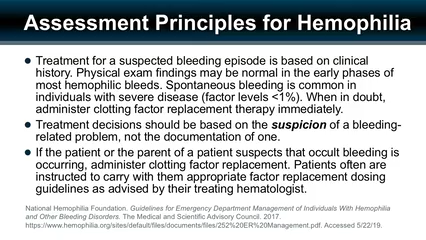 Assessment Principles for Hemophilia
● Treatment for a suspected bleeding episode is based on clinical
history. Physical exam findings may be normal in the early phases of
most hemophilic bleeds. Spontaneous bleeding is common in
individuals with severe disease (factor levels <1%). When in doubt,
administer clotting factor replacement therapy immediately.
● Treatment decisions should be based on the suspicion of a bleeding-
related problem, not the documentation of one.
● If the patient or the parent of a patient suspects that occult bleeding is
occurring, administer clotting factor replacement. Patients often are
instructed to carry with them appropriate factor replacement dosing
guidelines as advised by their treating hematologist.
National Hemophilia Foundation. Guidelines for Emergency Department Management of Individuals With Hemophilia
and Other Bleeding Disorders. The Medical and Scientific Advisory Council. 2017.
https://www.hemophilia.org/sites/default/files/documents/files/252%20ER%20Management.pdf. Accessed 5/22/19.